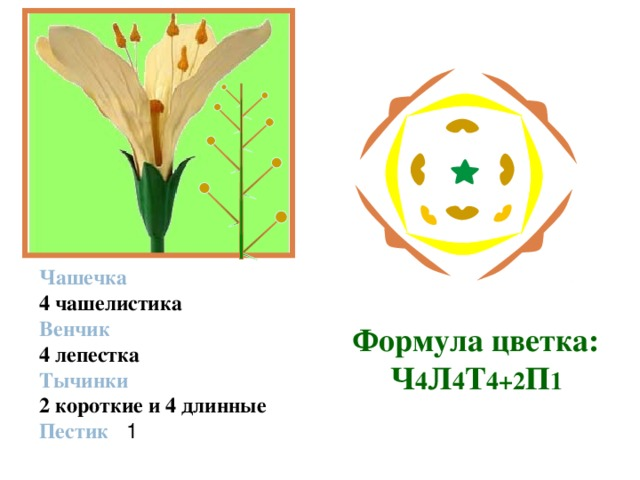 Чашечка
4 чашелистика
Венчик
4 лепестка
Тычинки
2 короткие и 4 длинные
Пестик 1
Формула цветка:
Ч4Л4Т4+2П1